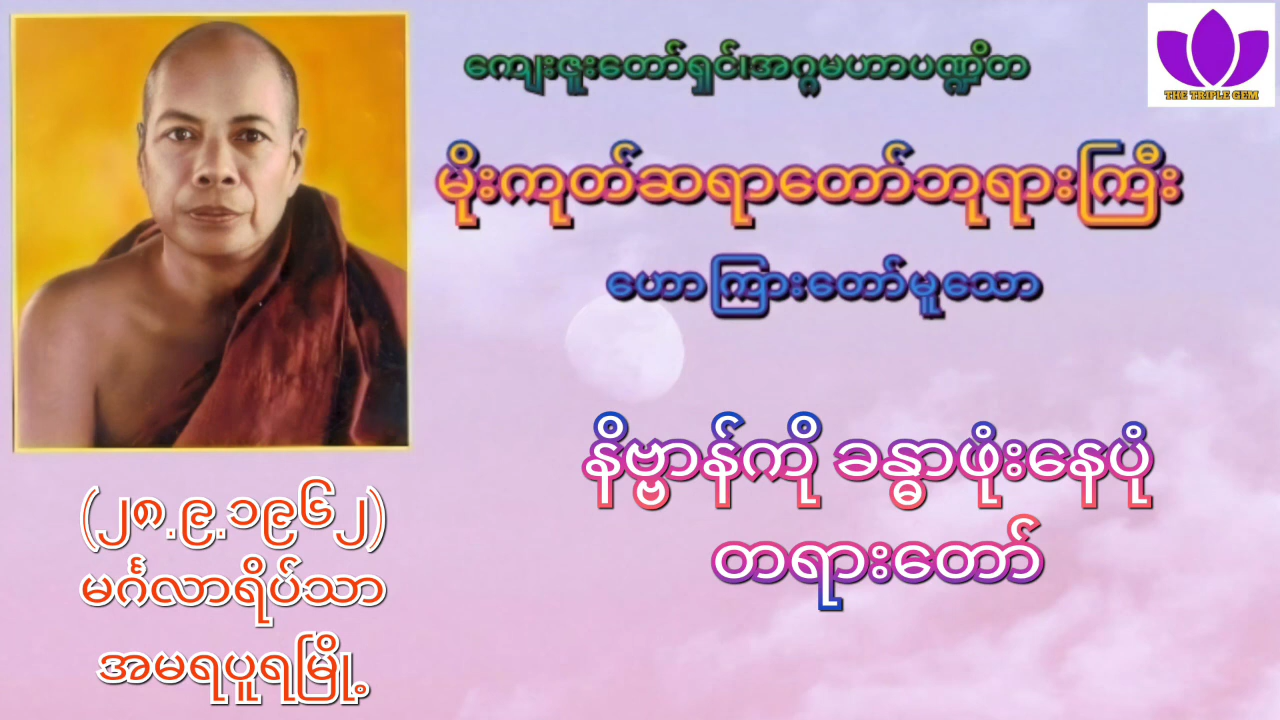 ကျေးဇူးတော်ရှင်၊အဂ္ဂမဟာပဏ္ဍိတ
မိုးကုတ်ဆရာတော်ဘုရားကြီး
ဟောကြားတော်မူသော
နိဗ္ဗာန်ကို ခန္ဓာဖုံးနေပုံ
တရားတော်
(၂၈.၉.၁၉၆၂)
မင်္ဂလာရိပ်သာ
အမရပူရမြို့
THE TRIPLE GEM